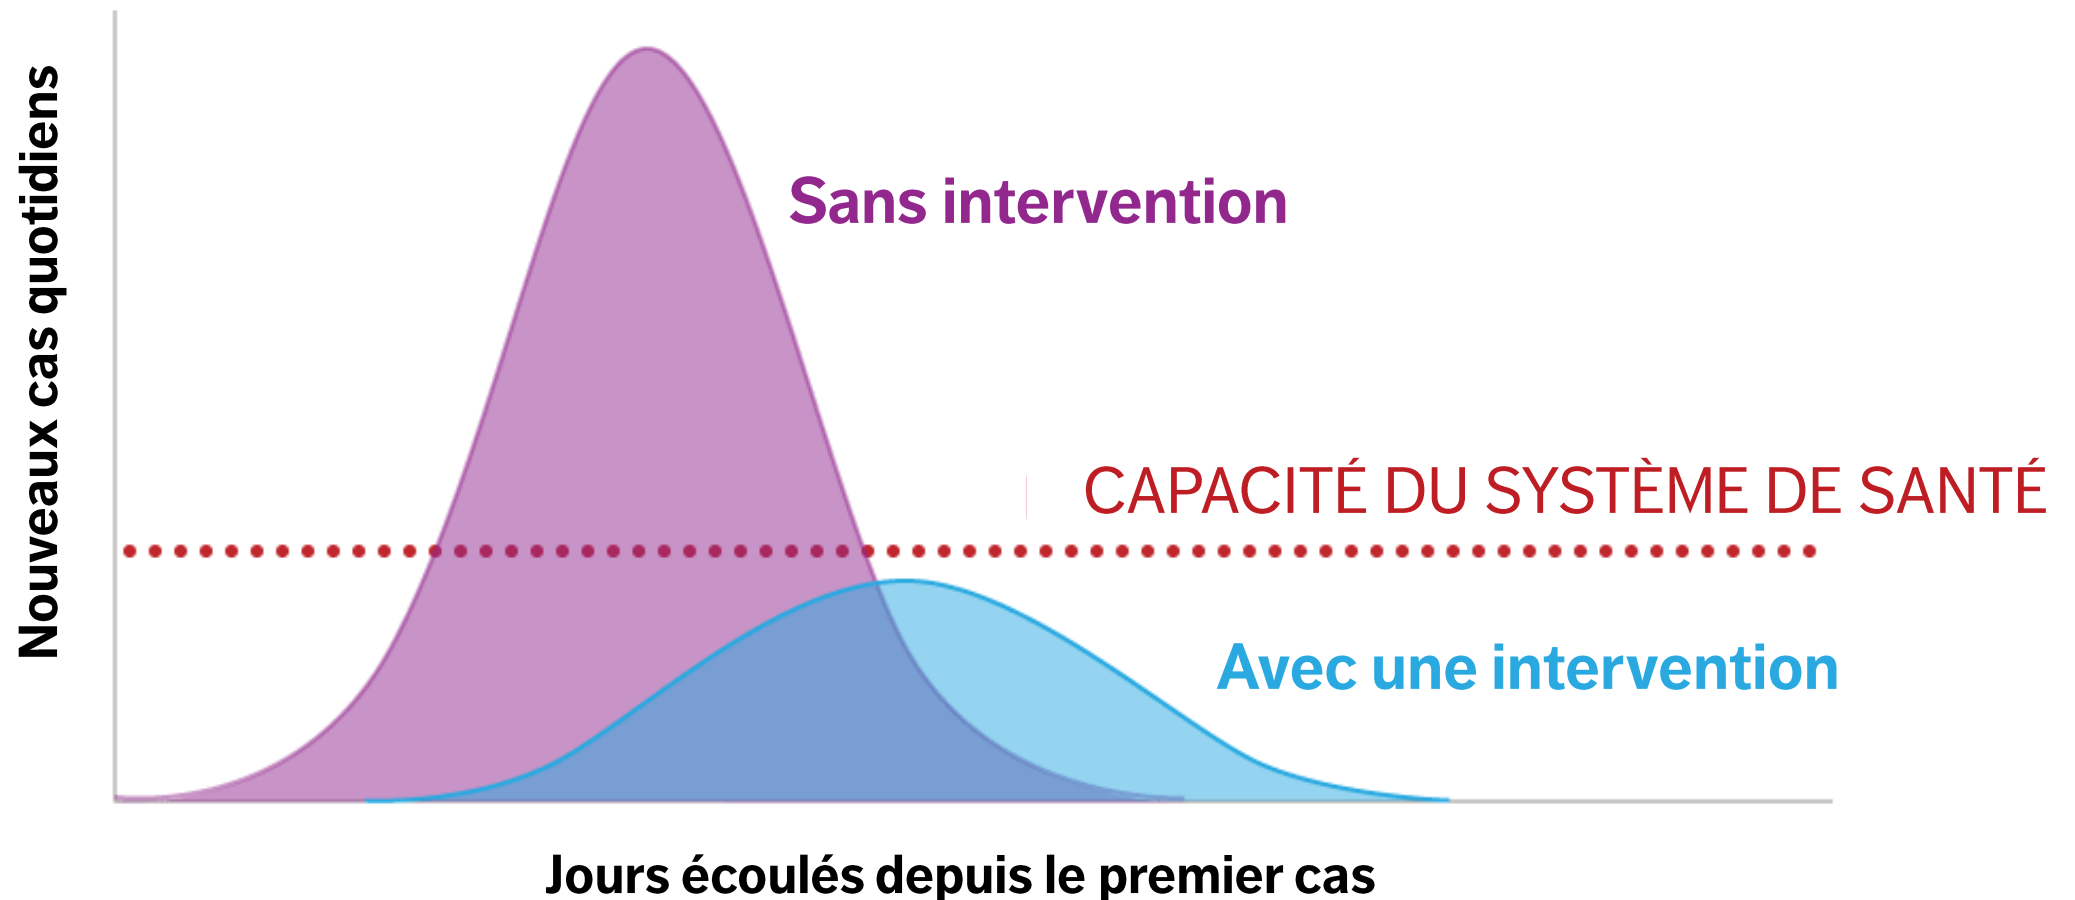 Nouveaux cas quotidiens
Sans intervention
CAPACITÉ DU SYSTÈME DE SANTÉ
Avec une intervention
Jours écoulés depuis le premier cas